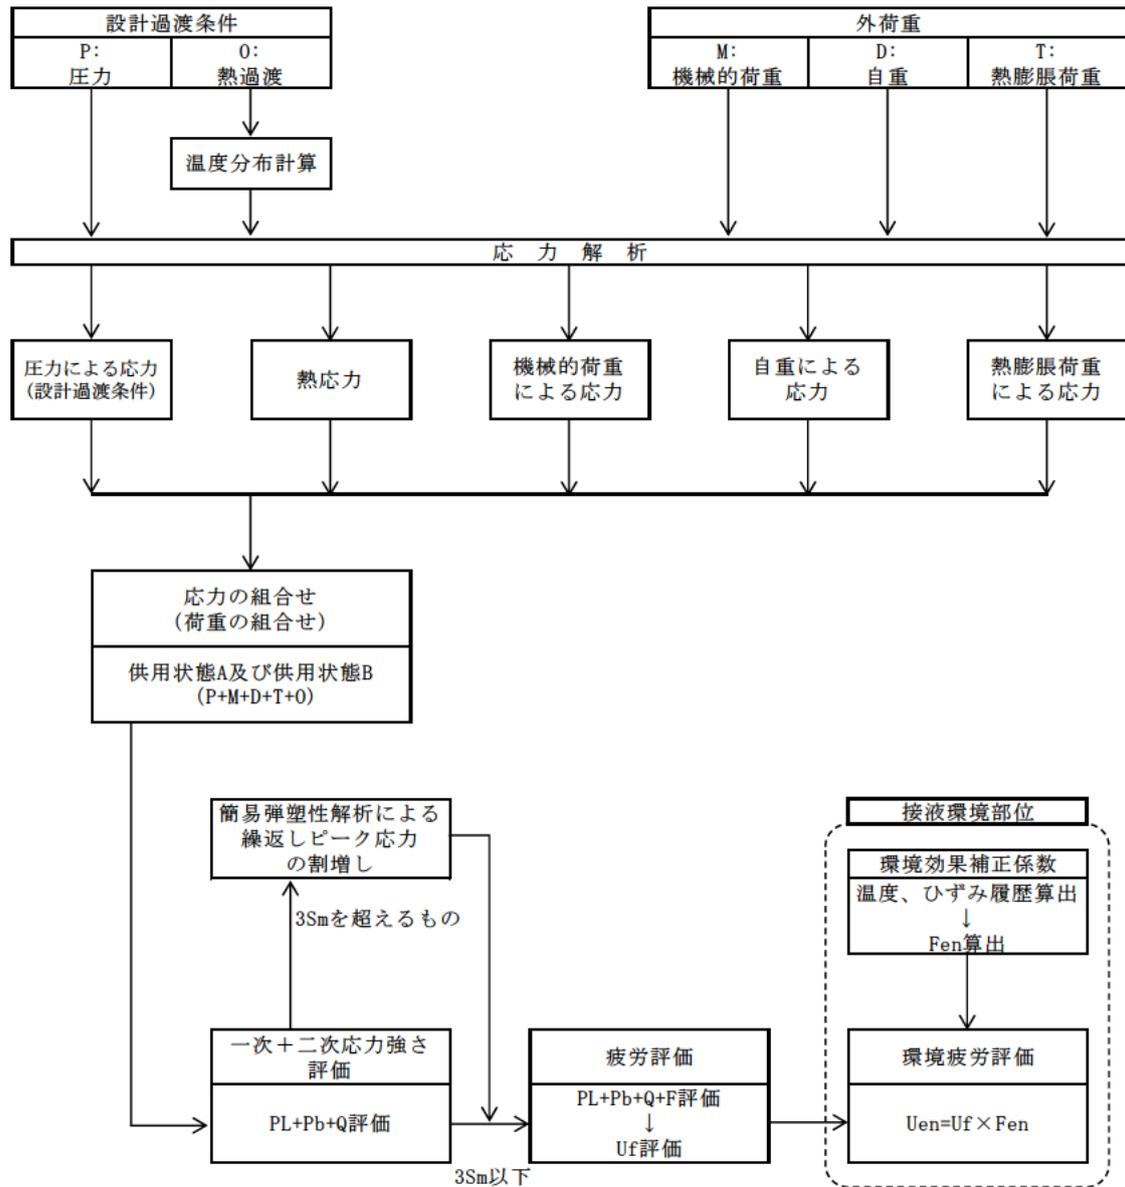 設計過渡条件
P:
圧力
O:
熱過渡
外荷重
M:
機械的荷重
D:
自重
T:
熱膨脹荷重
温度分布計算
応 力 解 析
圧力による応力
(設計過渡条件)
熱応力
機械的荷重
による応力
自重による
応力
熱膨脹荷重
による応力
応力の組合せ
(荷重の組合せ)
供用状態A及び供用状態B
(P+M+D+T+O)
簡易弾塑性解析による
繰返しピーク応力
の割増し
3Smを超えるもの
一次＋二次応力強さ
評価
PL+Pb+Q評価
3Sm以下
疲労評価
PL+Pb+Q+F評価
↓
Uf評価
接液環境部位
環境効果補正係数
温度、ひずみ履歴算出
↓
Fen算出
環境疲労評価
Uen=Uf×Fen